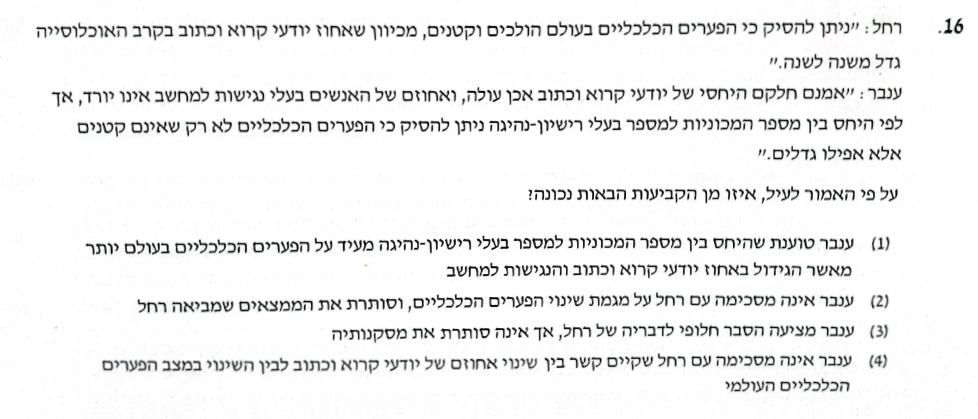 16. רחל: "ניתן להסיק כי הפערים הכלכליים בעולם הולכים וקטנים, מכיוון שאחוז יודעי קרוא וכתוב בקרב האוכלוסייה
גדל משנה לשנה."
ענבר: "אמנם חלקם היחסי של יודעי קרוא וכתוב אכן עולה, ואחוזם של האנשים בעלי נגישות למחשב אינו יורד, אך
לפי היחס בין מספר המכוניות למספר בעלי רישיון-נהיגה ניתן להסיק כי הפערים הכלכליים לא רק שאינם קטנים
אלא אפילו גדלים."
על פי האמור לעיל, איזו מן הקביעות הבאות נכונה?
(1) ענבר טוענת שהיחס בין מספר המכוניות למספר בעלי רישיון-נהיגה מעיד על הפערים הכלכליים בעולם יותר
מאשר הגידול באחוז יודעי קרוא וכתוב והנגישות למחשב
(2) ענבר אינה מסכימה עם רחל על מגמת שינוי הפערים הכלכליים, וסותרת את הממצאים שמביאה רחל
(3) ענבר מציעה הסבר חלופי לדבריה של רחל, אך אינה סותרת את מסקנותיה
(4) ענבר אינה מסכימה עם רחל שקיים קשר בין שינוי אחוזם של יודעי קרוא וכתוב לבין השינוי במצב הפערים
הכלכליים העולמי